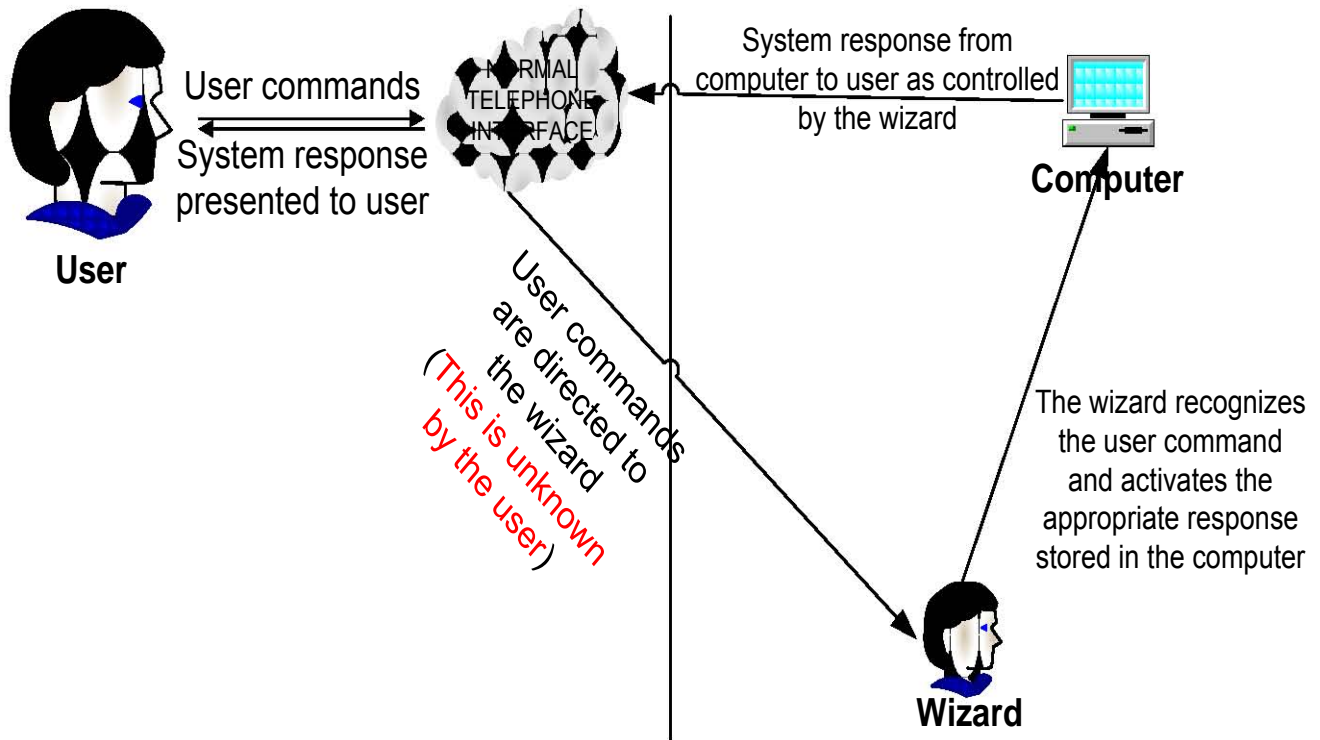 User commands
System response
presented to user
User
NORMAL
TELEPHONE
INTERFACE
System response from
computer to user as controlled
by the wizard
Computer
User commands
are directed to
the wizard
(This is unknown
by the user)
The wizard recognizes
the user command
and activates the
appropriate response
stored in the computer
Wizard